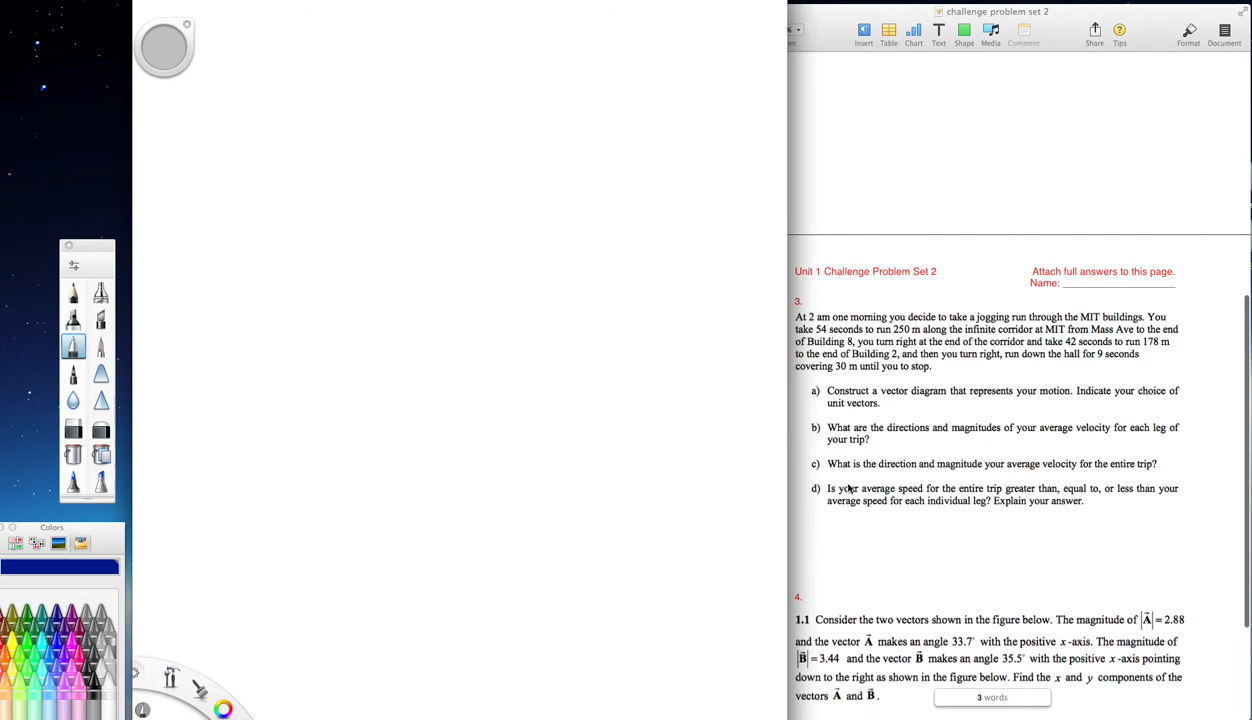 challenge problem set 2
Insert Table Chart Text Shape Media Comment Share Tips Format Document
Unit 1 Challenge Problem Set 2
Attach full answers to this page.
Name: ____________________
3.
At 2 am one morning you decide to take a jogging run through the MIT buildings. You
take 54 seconds to run 250 m along the infinite corridor at MIT from Mass Ave to the end
of Building 8, you turn right at the end of the corridor and take 42 seconds to run 178 m
to the end of Building 2, and then you turn right, run down the hall for 9 seconds
covering 30 m until you to stop.
a) Construct a vector diagram that represents your motion. Indicate your choice of
unit vectors.
b) What are the directions and magnitudes of your average velocity for each leg of
your trip?
c) What is the direction and magnitude your average velocity for the entire trip?
d) Is your average speed for the entire trip greater than, equal to, or less than your
average speed for each individual leg? Explain your answer.
4.
1.1 Consider the two vectors shown in the figure below. The magnitude of |A⃗| = 2.88
and the vector A⃗ makes an angle 33.7° with the positive x-axis. The magnitude of
|B⃗| = 3.44 and the vector B⃗ makes an angle 35.5° with the positive x-axis pointing
down to the right as shown in the figure below. Find the x and y components of the
vectors A⃗ and B⃗.
3 words
Colors